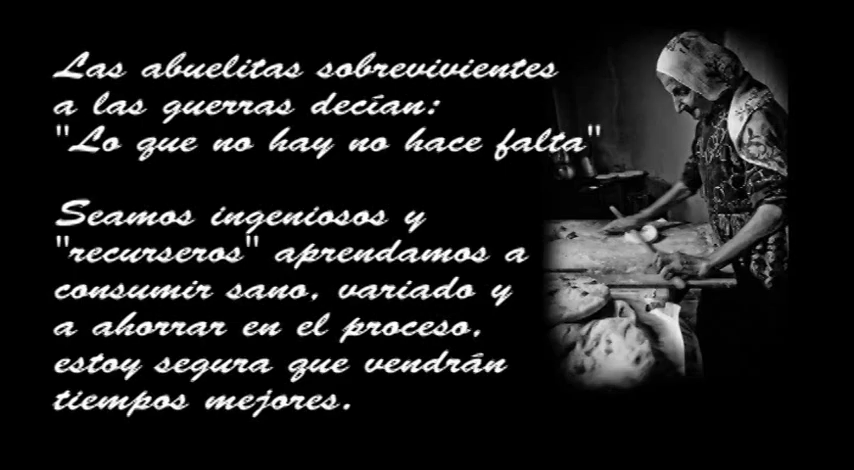 Las abuelitas sobrevivientes
a las guerras decían:
"Lo que no hay no hace falta"
Seamos ingeniosos y
"recurseros" aprendamos a
consumir sano, variado y
a ahorrar en el proceso,
estoy segura que vendrán
tiempos mejores.